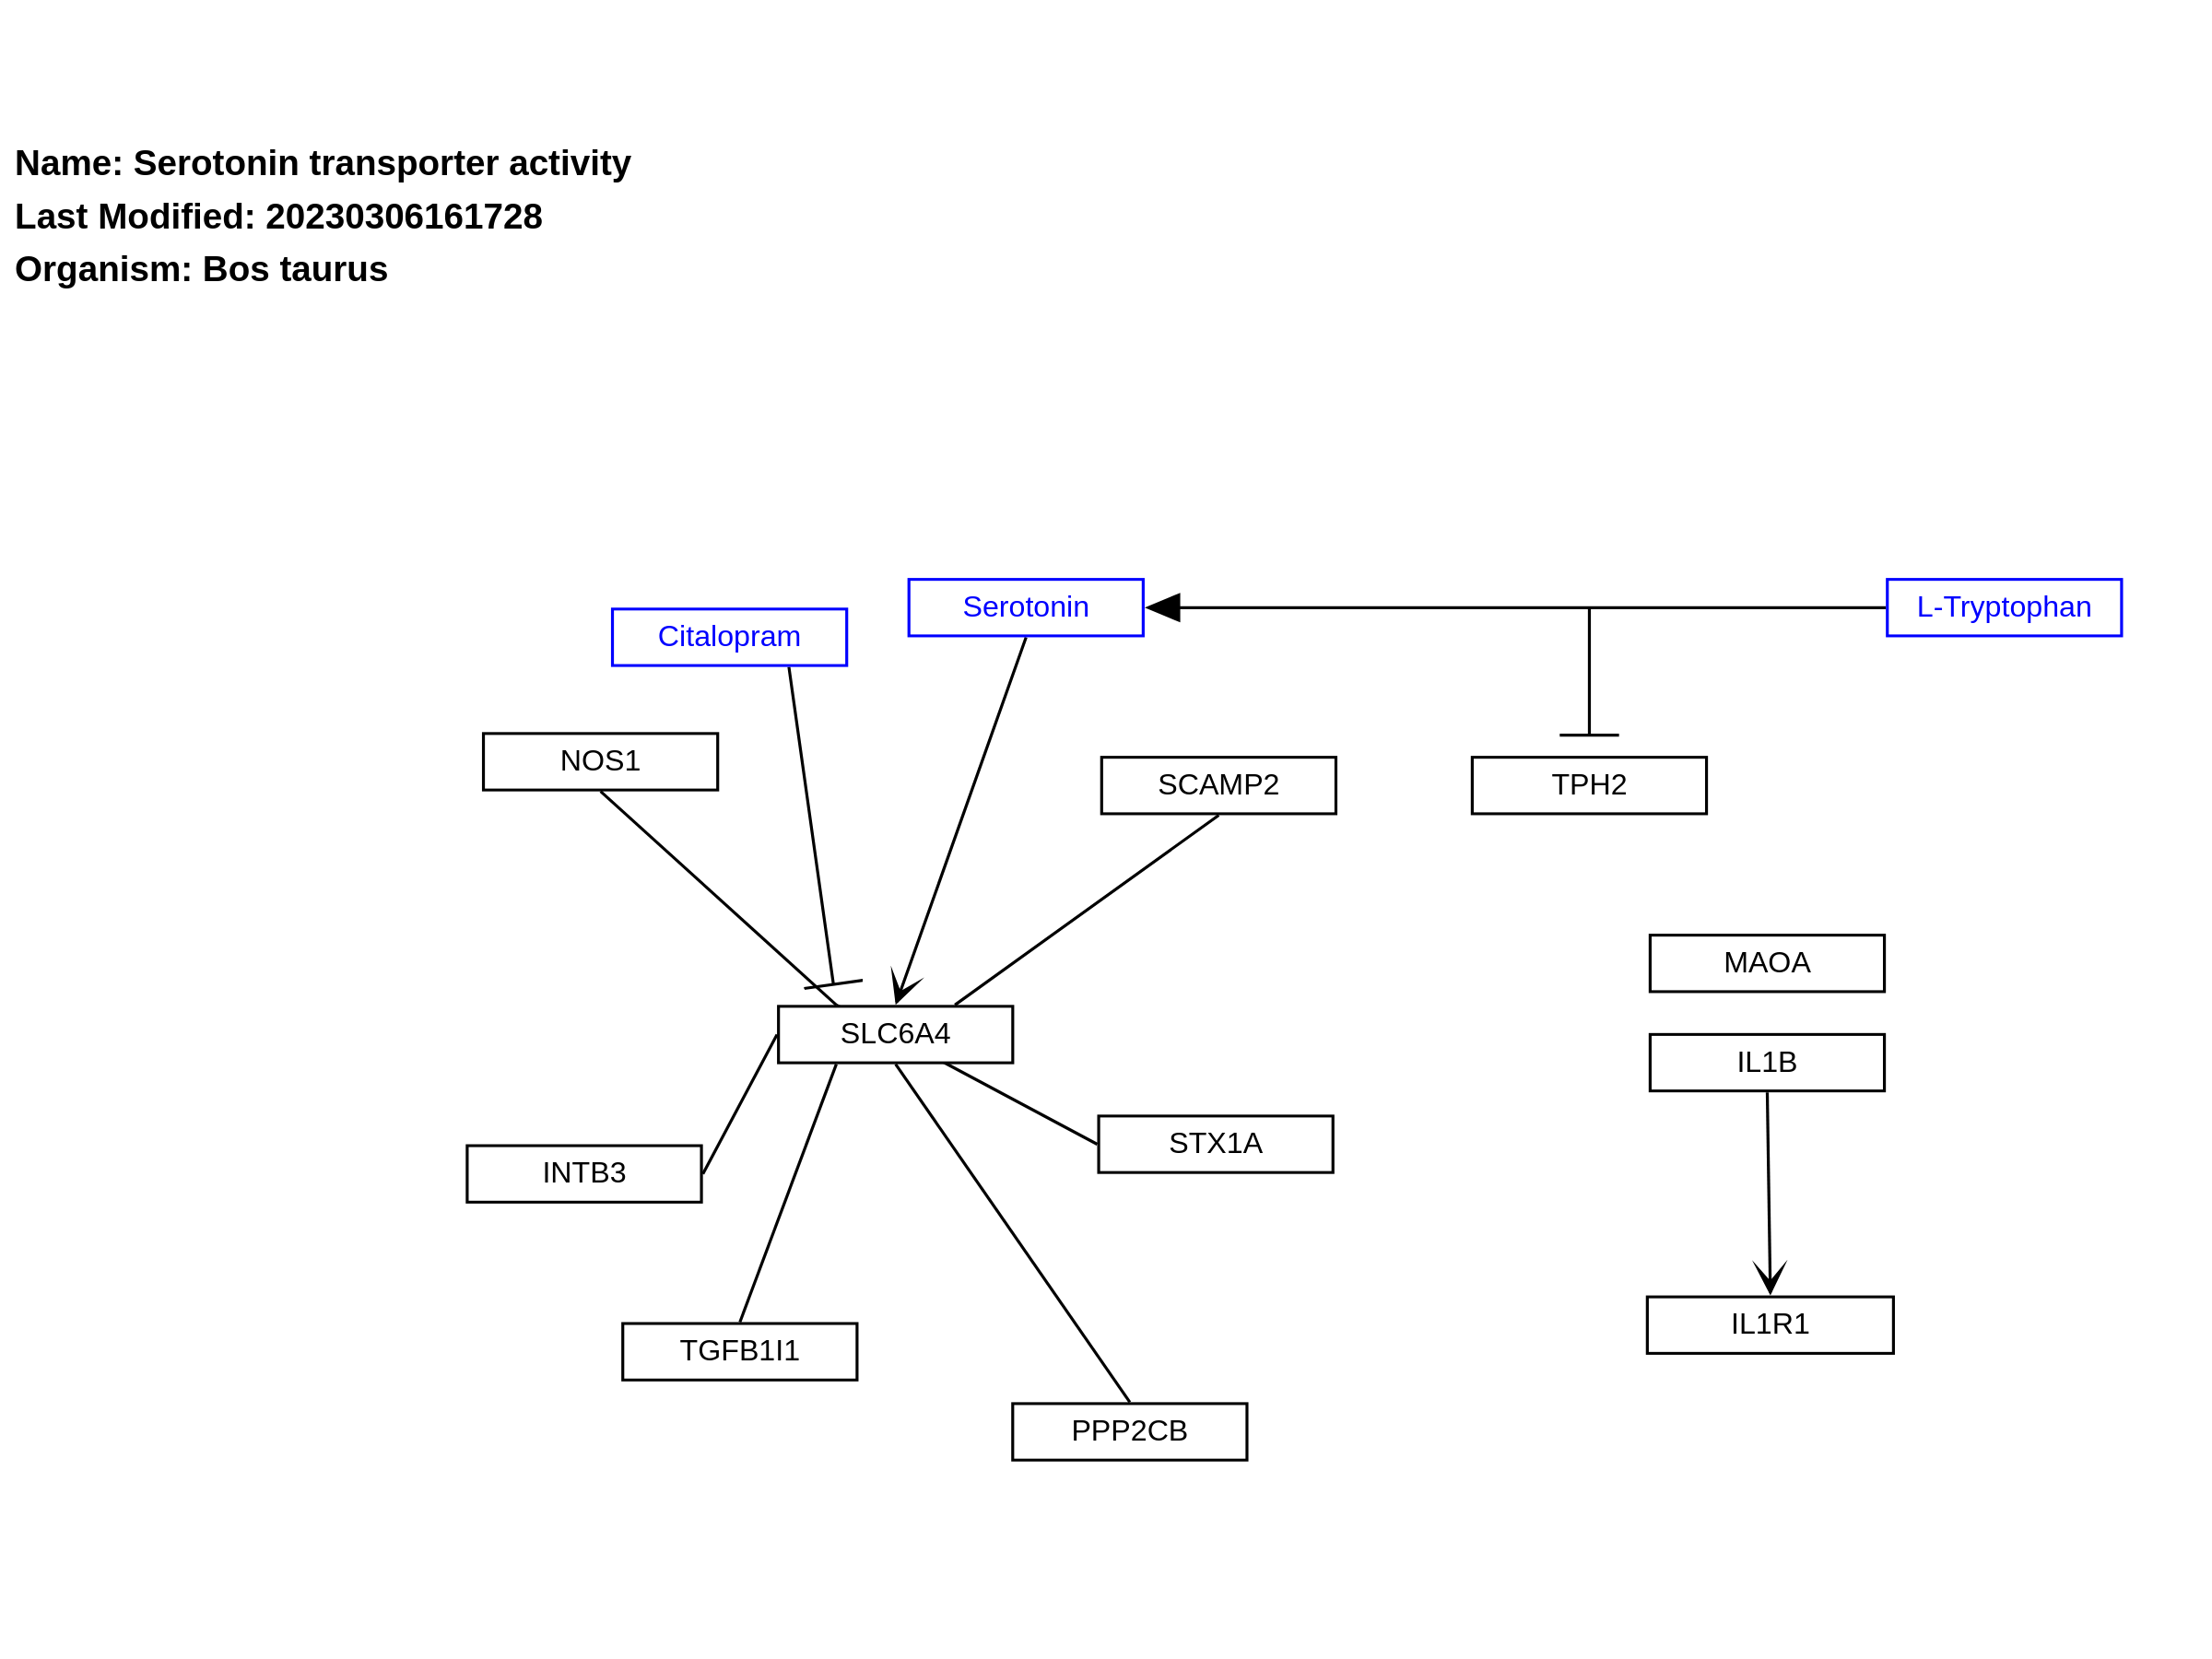 Name: Serotonin transporter activity
Last Modified: 20230306161728
Organism: Bos taurus
Serotonin
L-Tryptophan
Citalopram
NOS1
SCAMP2
TPH2
MAOA
SLC6A4
IL1B
STX1A
INTB3
IL1R1
TGFB1I1
PPP2CB